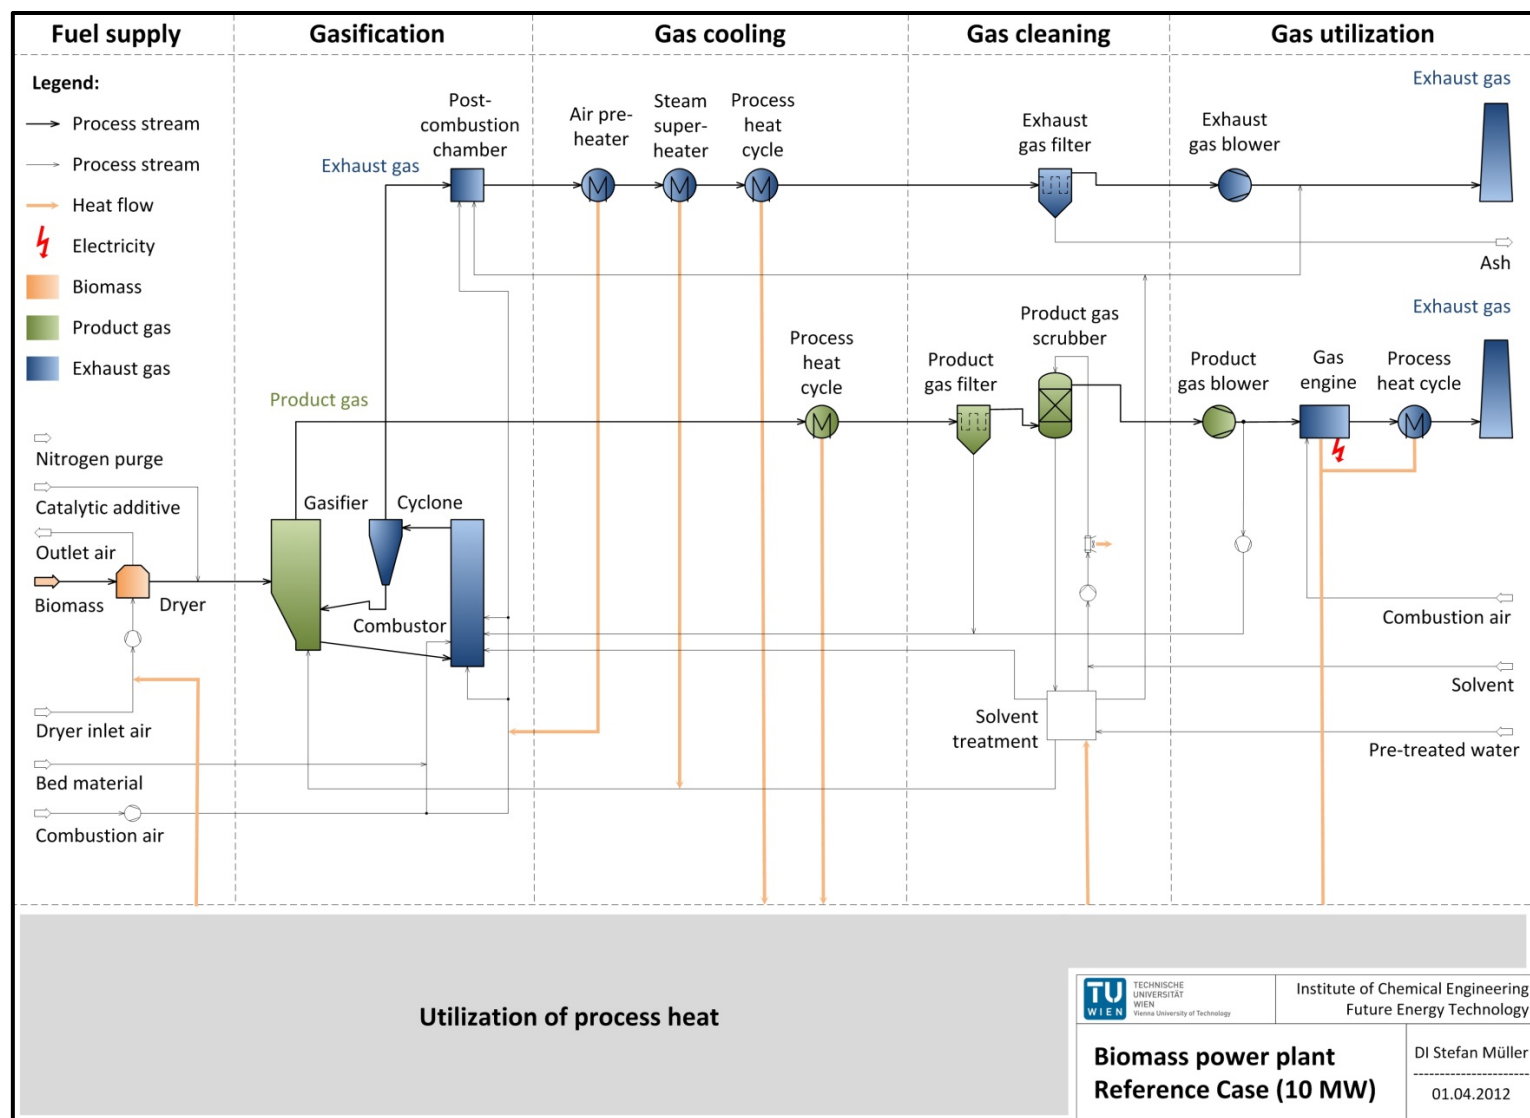 Fuel supply
Gasification
Gas cooling
Gas cleaning
Gas utilization
Legend:
Process stream
Process stream
Heat flow
Electricity
Biomass
Product gas
Exhaust gas
Post-
combustion
chamber
Exhaust gas
Air pre-
heater
Steam
super-
heater
Process
heat
cycle
Exhaust
gas filter
Exhaust
gas blower
Exhaust gas
Ash
Product gas
Process
heat
cycle
Product
gas filter
Product gas
scrubber
Product
gas blower
Gas
engine
Process
heat cycle
Exhaust gas
Nitrogen purge
Catalytic additive
Outlet air
Biomass
Dryer
Gasifier
Cyclone
Combustor
Dryer inlet air
Bed material
Combustion air
Solvent
treatment
Combustion air
Solvent
Pre-treated water
Utilization of process heat
TU
WIEN
TECHNISCHE
UNIVERSITÄT
WIEN
Vienna University of Technology
Institute of Chemical Engineering
Future Energy Technology
Biomass power plant
Reference Case (10 MW)
DI Stefan Müller
01.04.2012